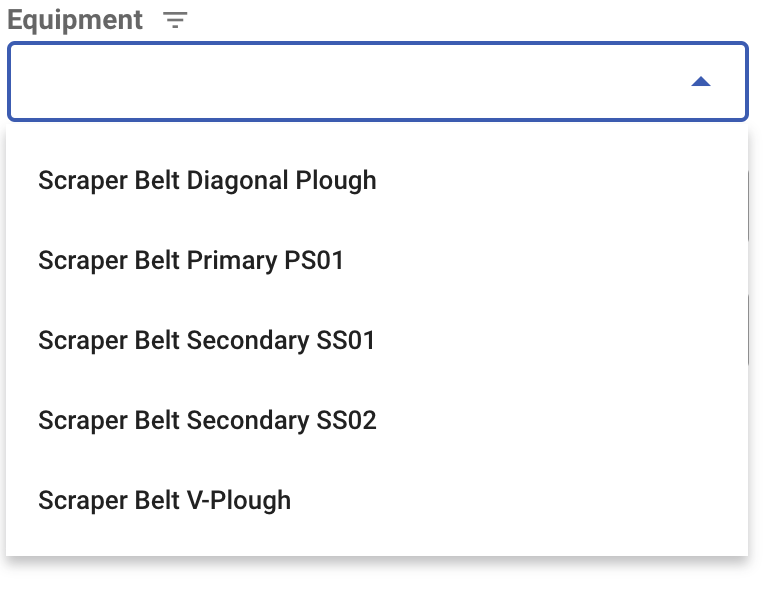 Equipment
Scraper Belt Diagonal Plough
Scraper Belt Primary PS01
Scraper Belt Secondary SS01
Scraper Belt Secondary SS02
Scraper Belt V-Plough